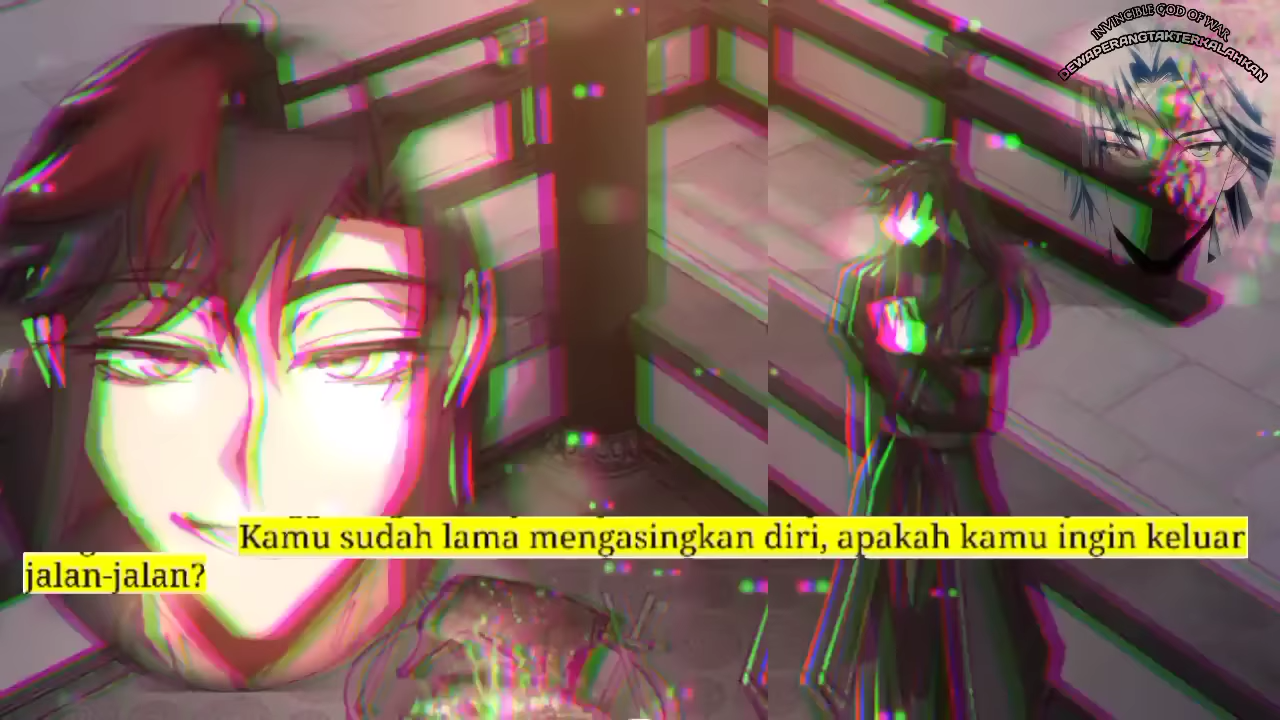 INVINCIBLE GOD OF WAR
DEWAPERANGTAKTERKALAHKAN
Kamu sudah lama mengasingkan diri, apakah kamu ingin keluar
jalan-jalan?